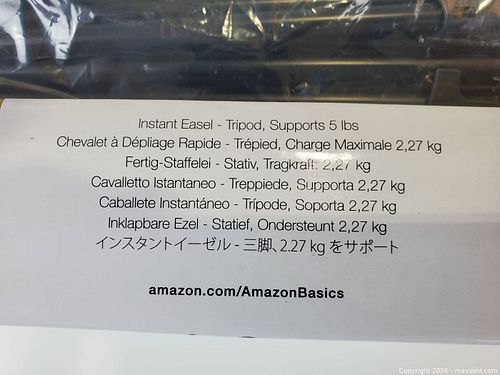 Instant Easel - Tripod, Supports 5 lbs
Chevalet à Dépliage Rapide - Trépied, Charge Maximale 2,27 kg
Fertig-Staffelei - Stativ, Tragkraft: 2,27 kg
Cavalletto Istantaneo - Treppiede, Supporta 2,27 kg
Caballete Instantáneo - Trípode, Soporta 2,27 kg
Inklapbare Ezel - Statief, Ondersteunt 2,27 kg
インスタントイーゼル - 三脚、2.27 kg をサポート
amazon.com/AmazonBasics
Copyright 2026 - maxsold.com